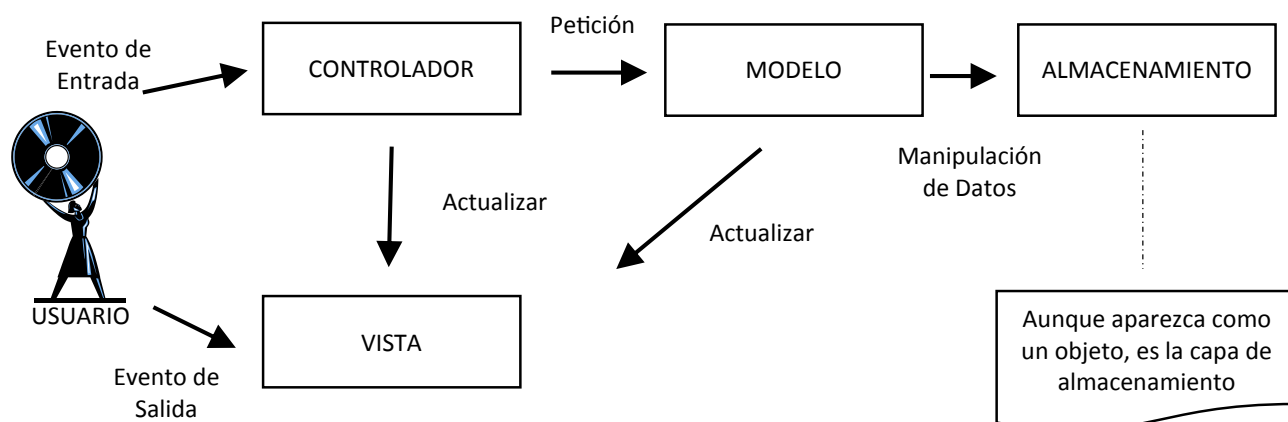 Petición
Evento de
Entrada
CONTROLADOR
MODELO
ALMACENAMIENTO
Manipulación
de Datos
Actualizar
Actualizar
USUARIO
VISTA
Evento de
Salida
Aunque aparezca como
un objeto, es la capa de
almacenamiento